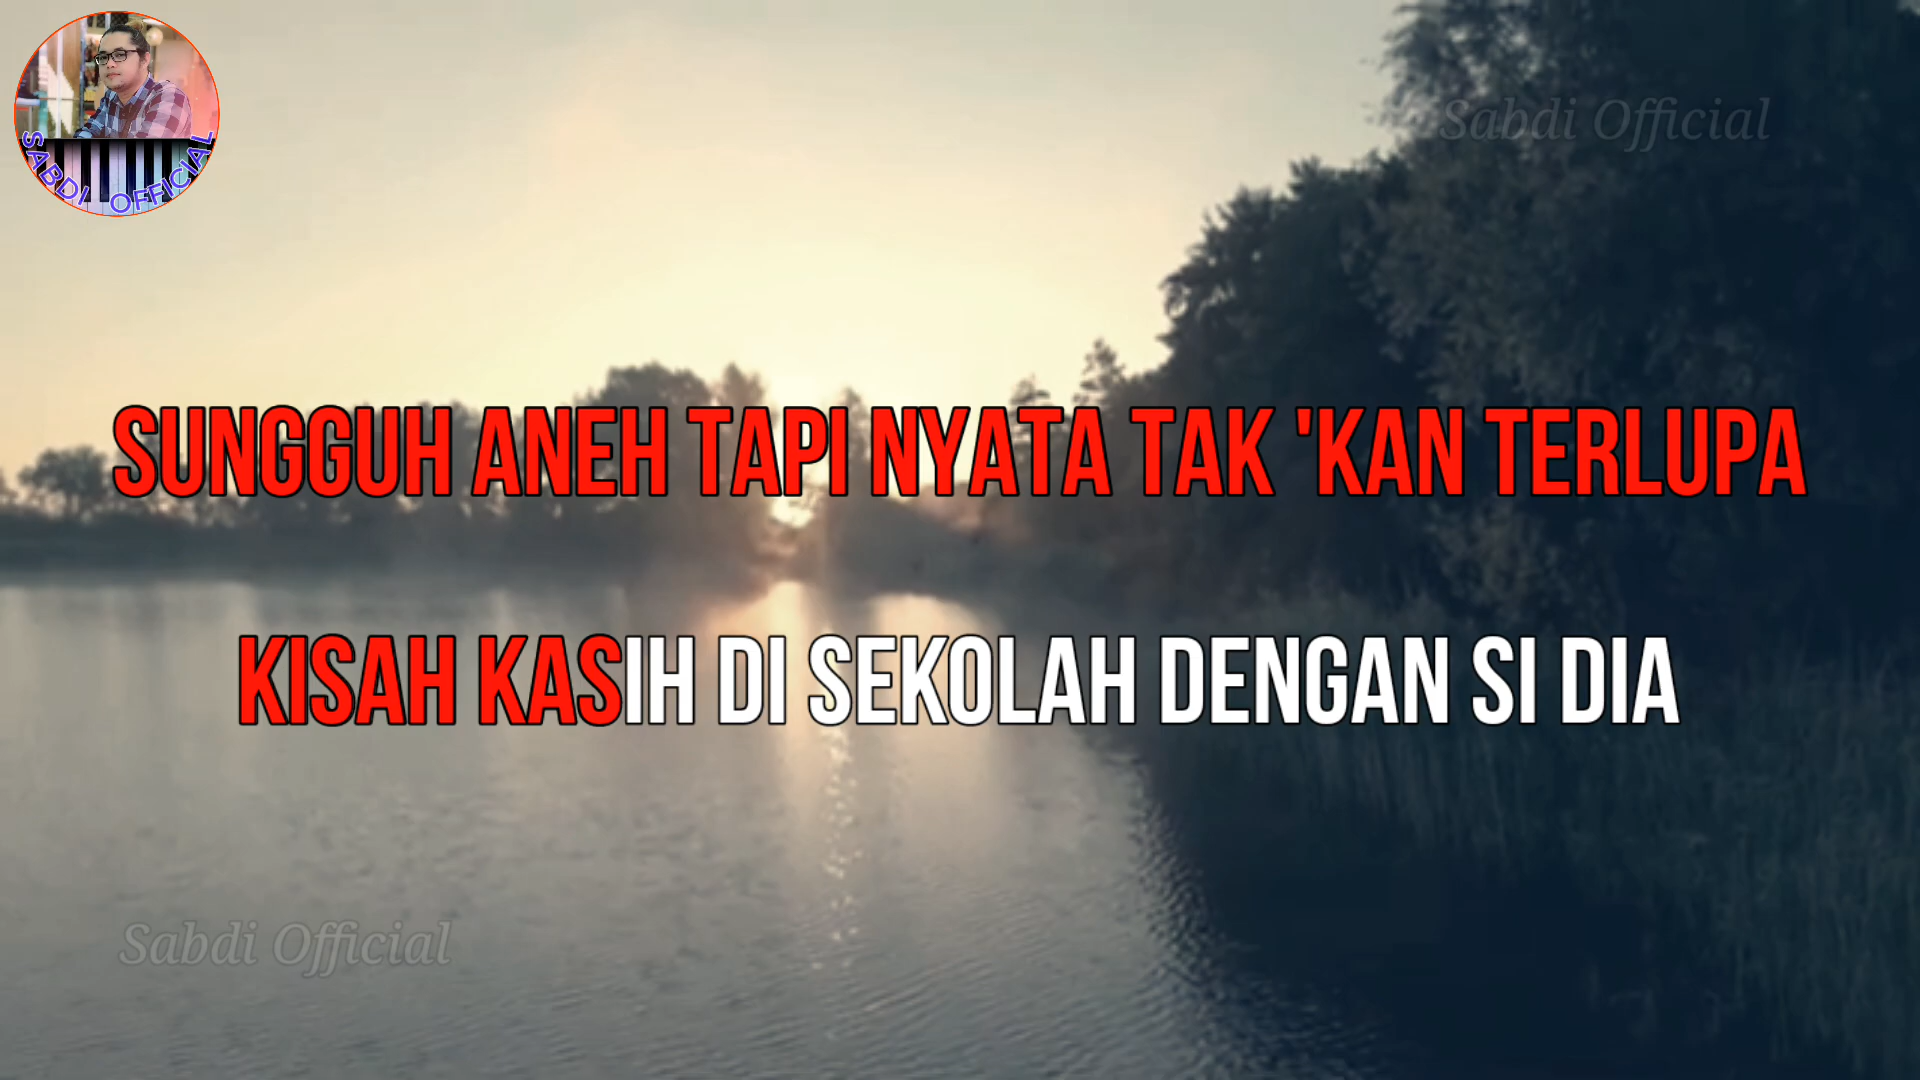 SABDI OFFICIAL
Sabdi Official
SUNGGUH ANEH TAPI NYATA TAK 'KAN TERLUPA
KISAH KASIH DI SEKOLAH DENGAN SI DIA
Sabdi Official